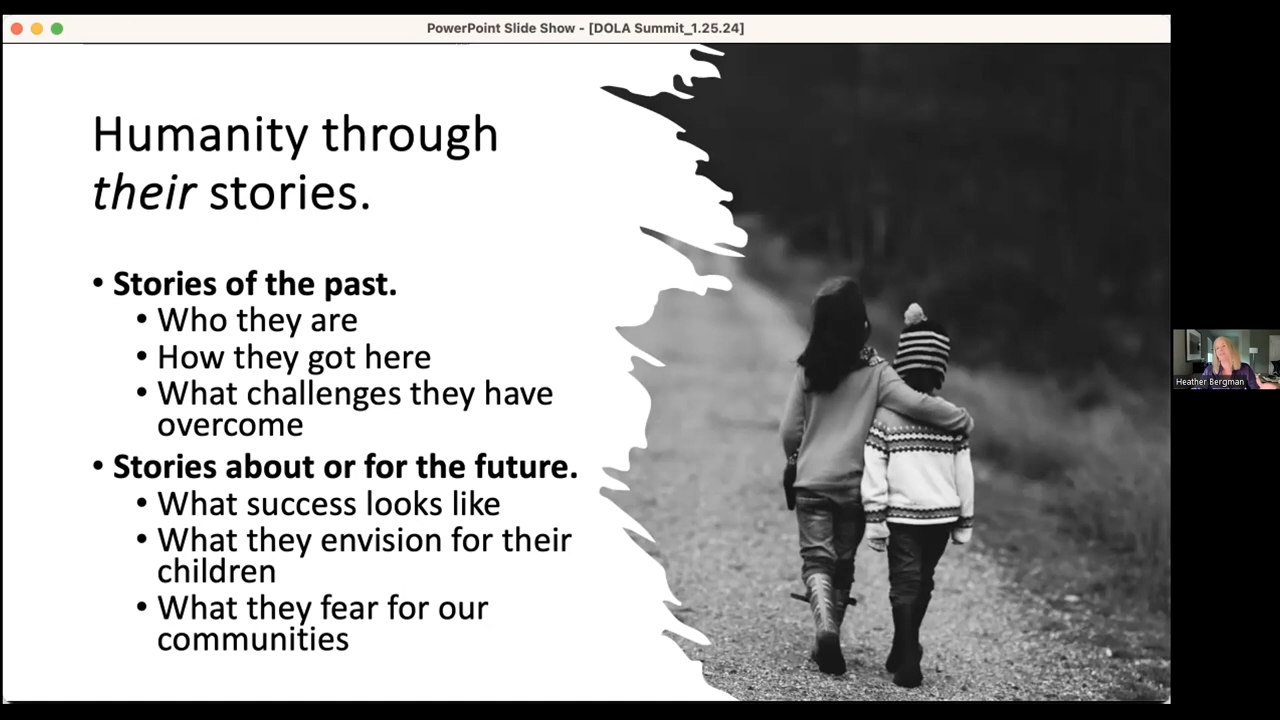 PowerPoint Slide Show - [DOLA Summit_1.25.24]
Humanity through
their stories.
• Stories of the past.
• Who they are
• How they got here
• What challenges they have
overcome
• Stories about or for the future.
• What success looks like
• What they envision for their
children
• What they fear for our
communities
Heather Bergman